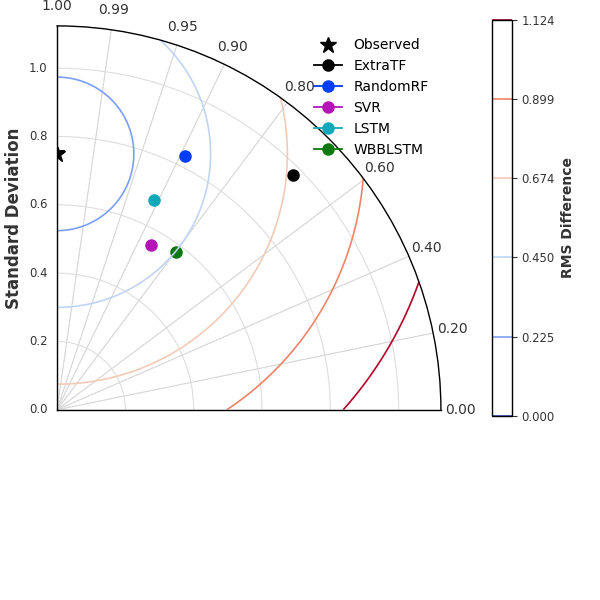 1.00
0.99
0.95
0.90
0.80
0.60
0.40
0.20
0.00
1.0
0.8
0.6
0.4
0.2
0.0
Standard Deviation
Observed
ExtraTF
RandomRF
SVR
LSTM
WBBLSTM
1.124
0.899
0.674
0.450
0.225
0.000
RMS Difference